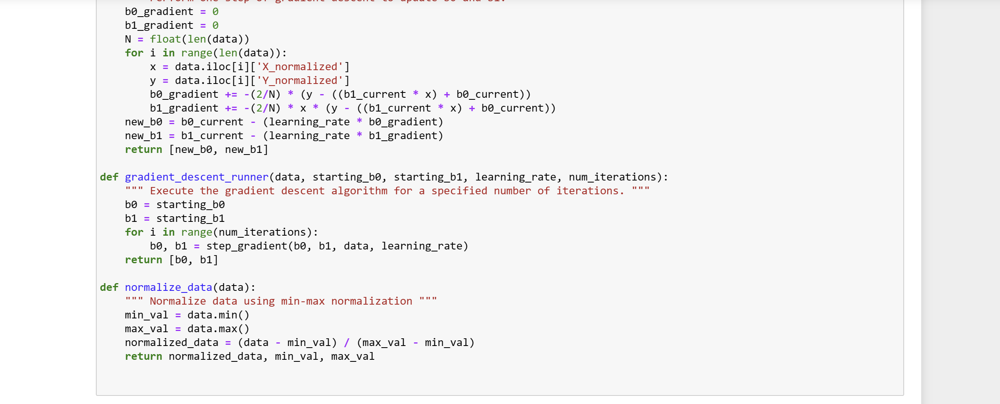 Perform one step of gradient descent to update b0 and b1.
    b0_gradient = 0
    b1_gradient = 0
    N = float(len(data))
    for i in range(len(data)):
        x = data.iloc[i]['X_normalized']
        y = data.iloc[i]['Y_normalized']
        b0_gradient += -(2/N) * (y - ((b1_current * x) + b0_current))
        b1_gradient += -(2/N) * x * (y - ((b1_current * x) + b0_current))
    new_b0 = b0_current - (learning_rate * b0_gradient)
    new_b1 = b1_current - (learning_rate * b1_gradient)
    return [new_b0, new_b1]

def gradient_descent_runner(data, starting_b0, starting_b1, learning_rate, num_iterations):
    """ Execute the gradient descent algorithm for a specified number of iterations. """
    b0 = starting_b0
    b1 = starting_b1
    for i in range(num_iterations):
        b0, b1 = step_gradient(b0, b1, data, learning_rate)
    return [b0, b1]

def normalize_data(data):
    """ Normalize data using min-max normalization """
    min_val = data.min()
    max_val = data.max()
    normalized_data = (data - min_val) / (max_val - min_val)
    return normalized_data, min_val, max_val